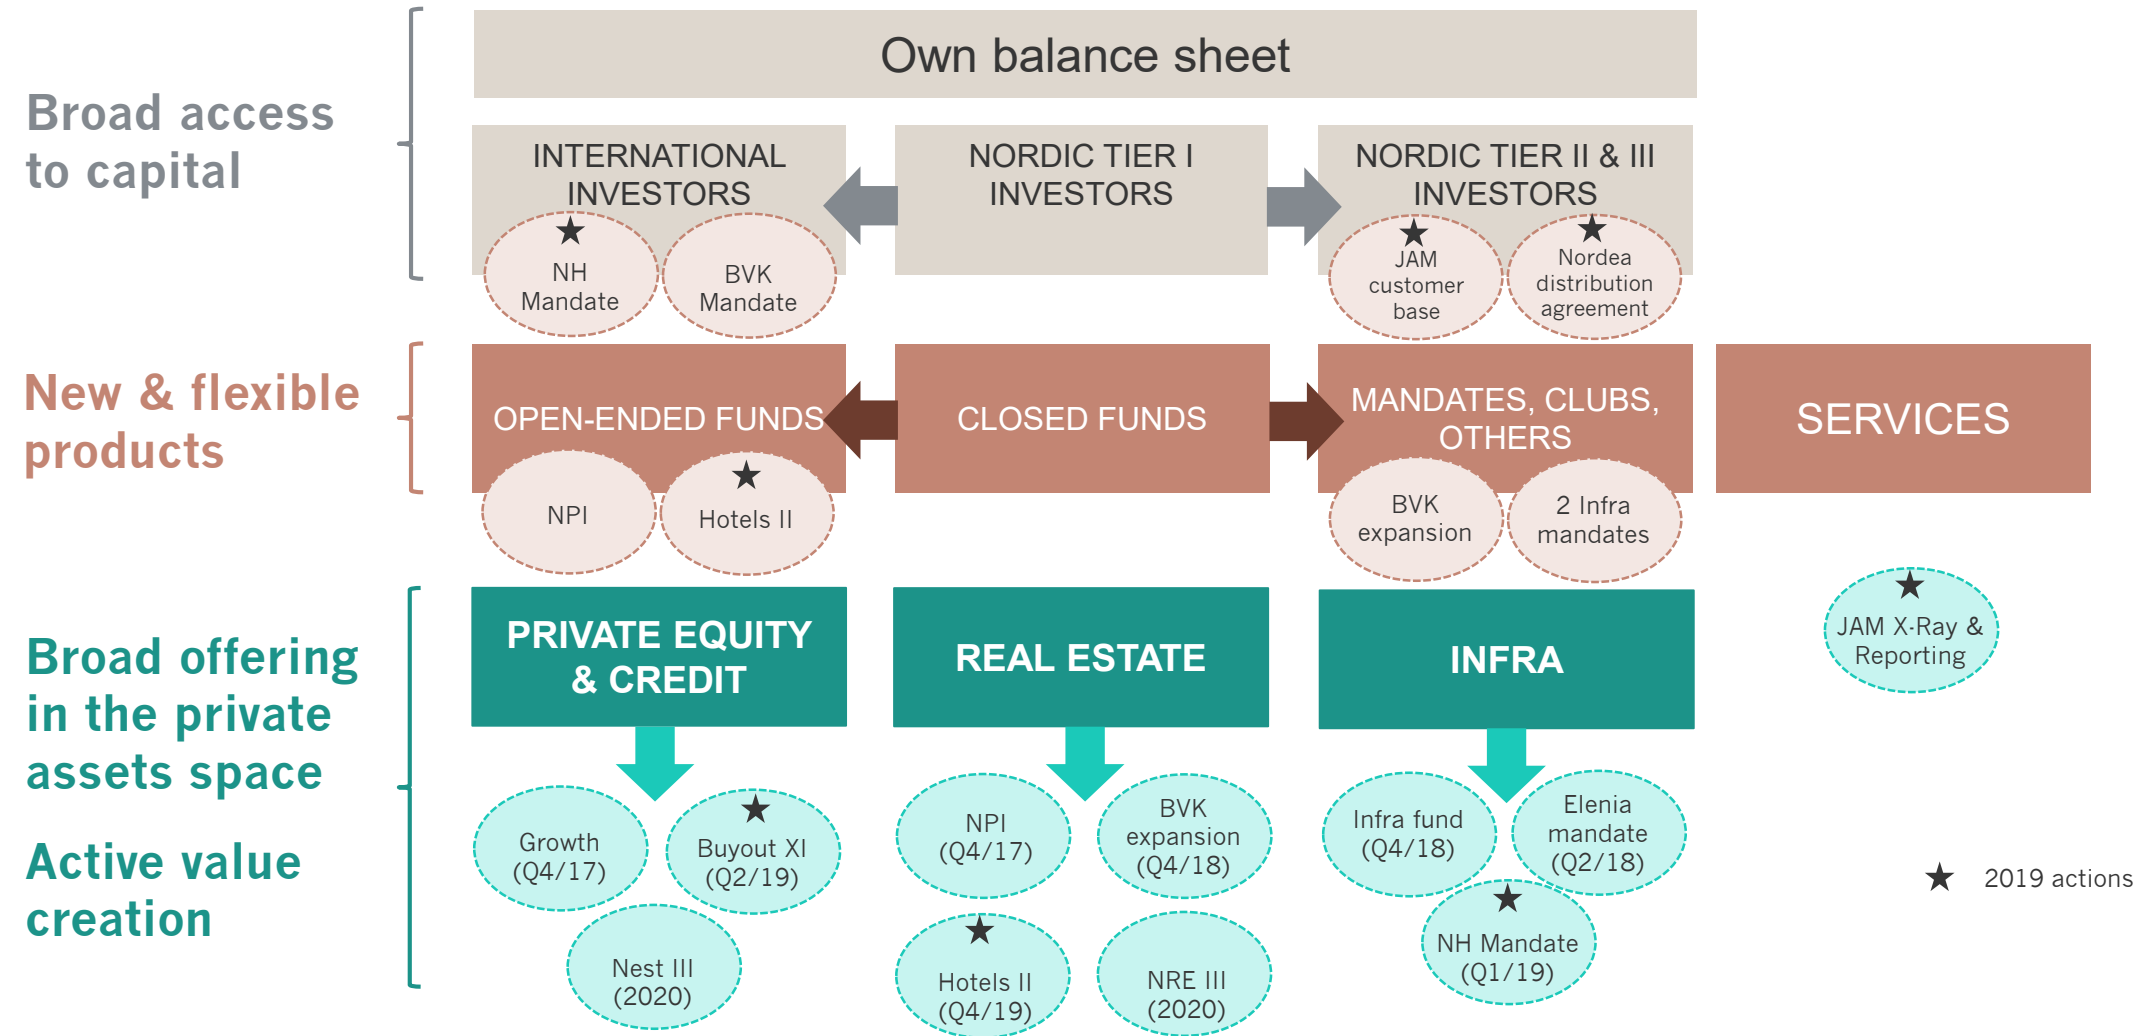 Broad access
to capital
Own balance sheet
INTERNATIONAL
INVESTORS
NORDIC TIER I
INVESTORS
NORDIC TIER II & III
INVESTORS
NH
Mandate
BVK
Mandate
JAM
customer
base
Nordea
distribution
agreement
New & flexible
products
OPEN-ENDED FUNDS
CLOSED FUNDS
MANDATES, CLUBS,
OTHERS
SERVICES
NPI
Hotels II
BVK
expansion
2 Infra
mandates
Broad offering
in the private
assets space
Active value
creation
PRIVATE EQUITY
& CREDIT
REAL ESTATE
INFRA
JAM X-Ray &
Reporting
Growth
(Q4/17)
Buyout XI
(Q2/19)
Nest III
(2020)
NPI
(Q4/17)
BVK
expansion
(Q4/18)
Hotels II
(Q4/19)
NRE III
(2020)
Infra fund
(Q4/18)
Elenia
mandate
(Q2/18)
NH Mandate
(Q1/19)
2019 actions